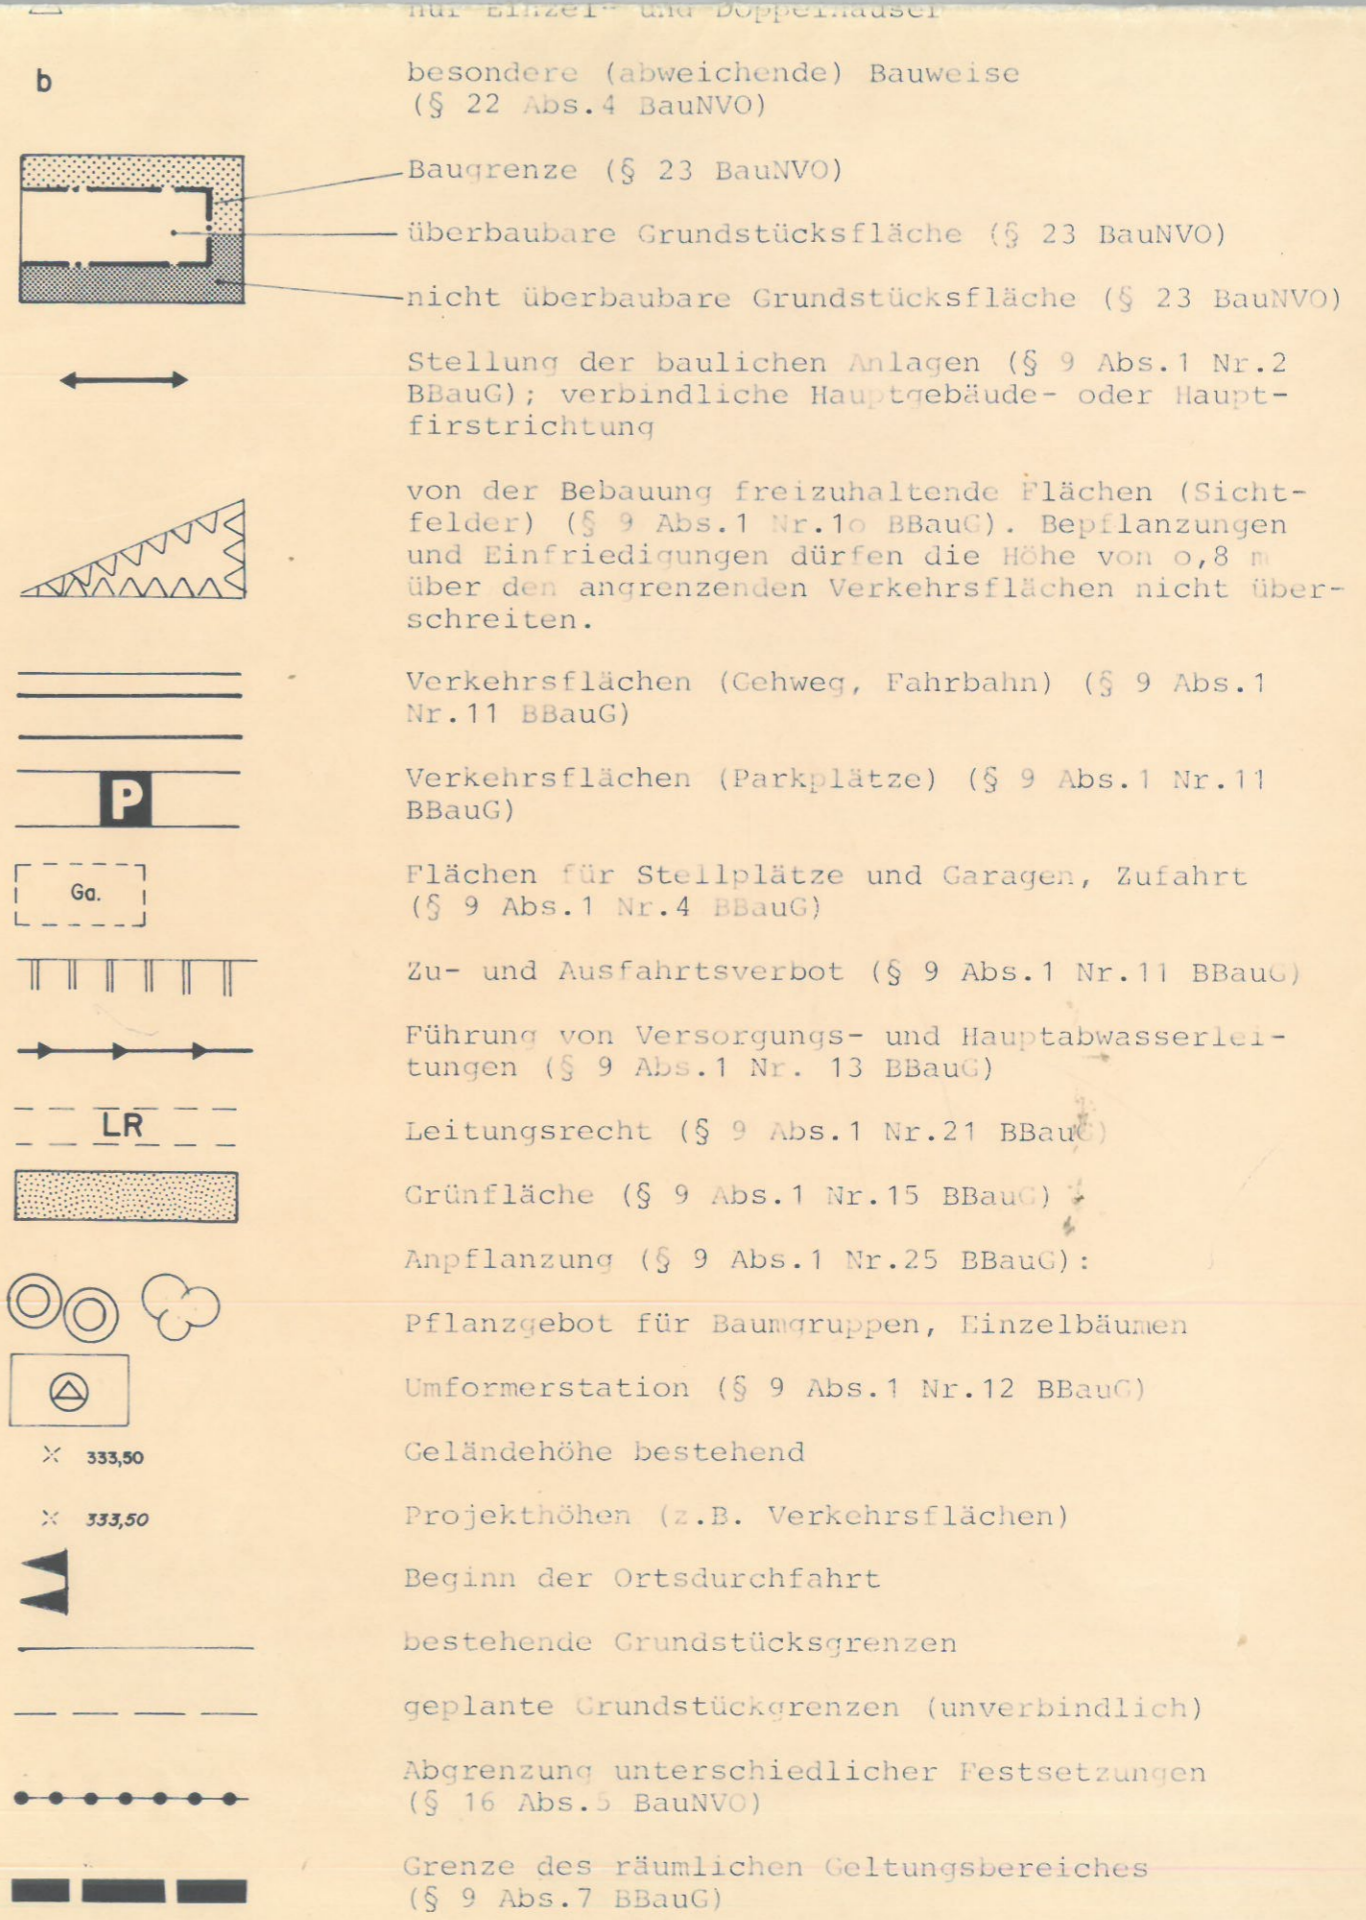 nur Einzel- und Doppelhäuser
b
besondere (abweichende) Bauweise
(§ 22 Abs.4 BauNVO)
Baugrenze (§ 23 BauNVO)
überbaubare Grundstücksfläche (§ 23 BauNVO)
nicht überbaubare Grundstücksfläche (§ 23 BauNVO)
Stellung der baulichen Anlagen (§ 9 Abs.1 Nr.2
BBauG); verbindliche Hauptgebäude- oder Haupt-
firstrichtung
von der Bebauung freizuhaltende Flächen (Sicht-
felder) (§ 9 Abs.1 Nr.1o BBauG). Bepflanzungen
und Einfriedigungen dürfen die Höhe von o,8 m
über den angrenzenden Verkehrsflächen nicht über-
schreiten.
Verkehrsflächen (Gehweg, Fahrbahn) (§ 9 Abs.1
Nr.11 BBauG)
P
Verkehrsflächen (Parkplätze) (§ 9 Abs.1 Nr.11
BBauG)
Ga.
Flächen für Stellplätze und Garagen, Zufahrt
(§ 9 Abs.1 Nr.4 BBauG)
Zu- und Ausfahrtsverbot (§ 9 Abs.1 Nr.11 BBauG)
Führung von Versorgungs- und Hauptabwasserlei-
tungen (§ 9 Abs.1 Nr. 13 BBauG)
LR
Leitungsrecht (§ 9 Abs.1 Nr.21 BBauG)
Grünfläche (§ 9 Abs.1 Nr.15 BBauG)
Anpflanzung (§ 9 Abs.1 Nr.25 BBauG):
Pflanzgebot für Baumgruppen, Einzelbäumen
Umformerstation (§ 9 Abs.1 Nr.12 BBauG)
333,50
Geländehöhe bestehend
333,50
Projekthöhen (z.B. Verkehrsflächen)
Beginn der Ortsdurchfahrt
bestehende Grundstücksgrenzen
geplante Grundstückgrenzen (unverbindlich)
Abgrenzung unterschiedlicher Festsetzungen
(§ 16 Abs.5 BauNVO)
Grenze des räumlichen Geltungsbereiches
(§ 9 Abs.7 BBauG)